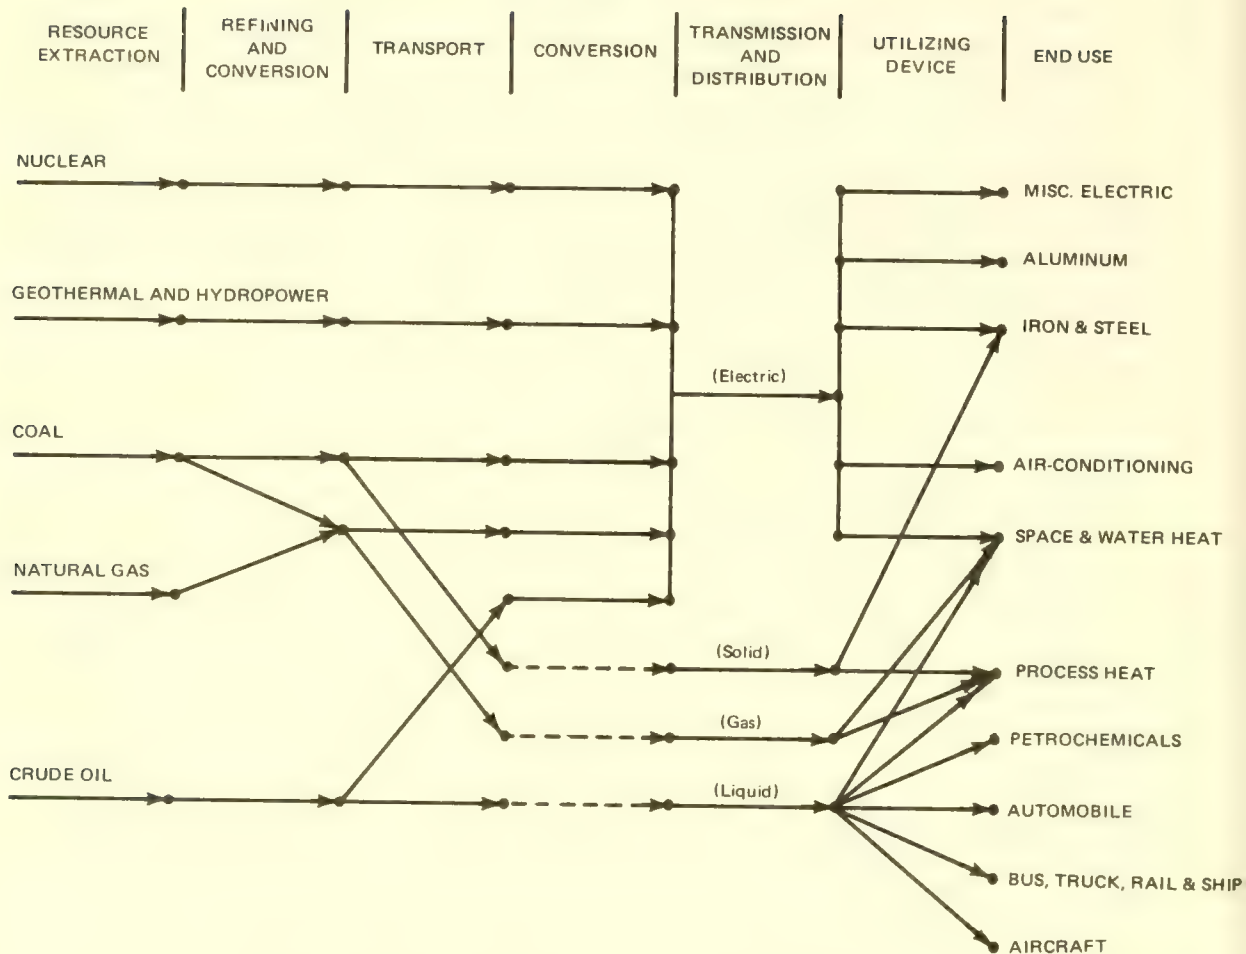 RESOURCE
EXTRACTION
REFINING
AND
CONVERSION
TRANSPORT
CONVERSION
TRANSMISSION
AND
DISTRIBUTION
UTILIZING
DEVICE
END USE
NUCLEAR
GEOTHERMAL AND HYDROPOWER
COAL
NATURAL GAS
CRUDE OIL
(Electric)
(Solid)
(Gas)
(Liquid)
MISC. ELECTRIC
ALUMINUM
IRON & STEEL
AIR-CONDITIONING
SPACE & WATER HEAT
PROCESS HEAT
PETROCHEMICALS
AUTOMOBILE
BUS, TRUCK, RAIL & SHIP
AIRCRAFT